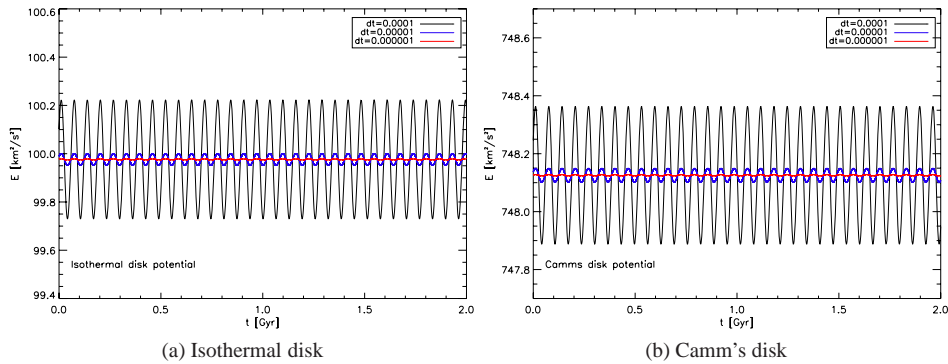 100.6
100.4
100.2
100.0
99.8
99.6
99.4
E [km²/s²]
dt=0.0001
dt=0.00001
dt=0.000001
Isothermal disk potential
0.0 0.5 1.0 1.5 2.0
t [Gyr]
(a) Isothermal disk
748.6
748.4
748.2
748.0
747.8
E [km²/s²]
dt=0.0001
dt=0.00001
dt=0.000001
Camms disk potential
0.0 0.5 1.0 1.5 2.0
t [Gyr]
(b) Camm's disk